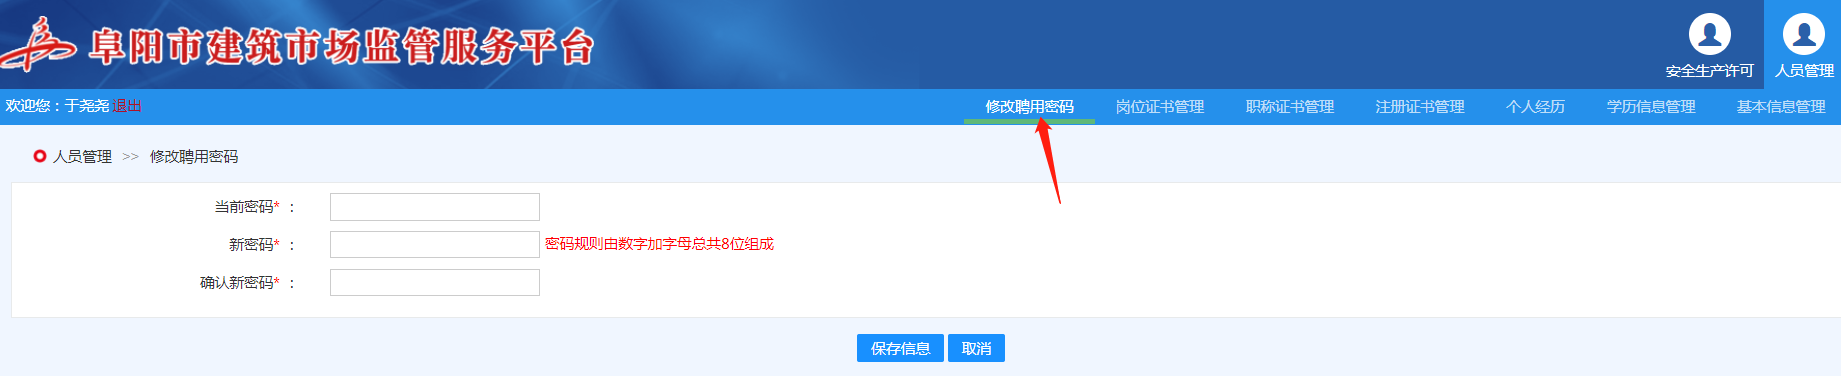 阜阳市建筑市场监管服务平台
安全生产许可
人员管理
欢迎您：于尧尧 退出
修改聘用密码
岗位证书管理
职称证书管理
注册证书管理
个人经历
学历信息管理
基本信息管理
人员管理 >> 修改聘用密码
当前密码*：
新密码*：
密码规则由数字加字母总共8位组成
确认新密码*：
保存信息
取消